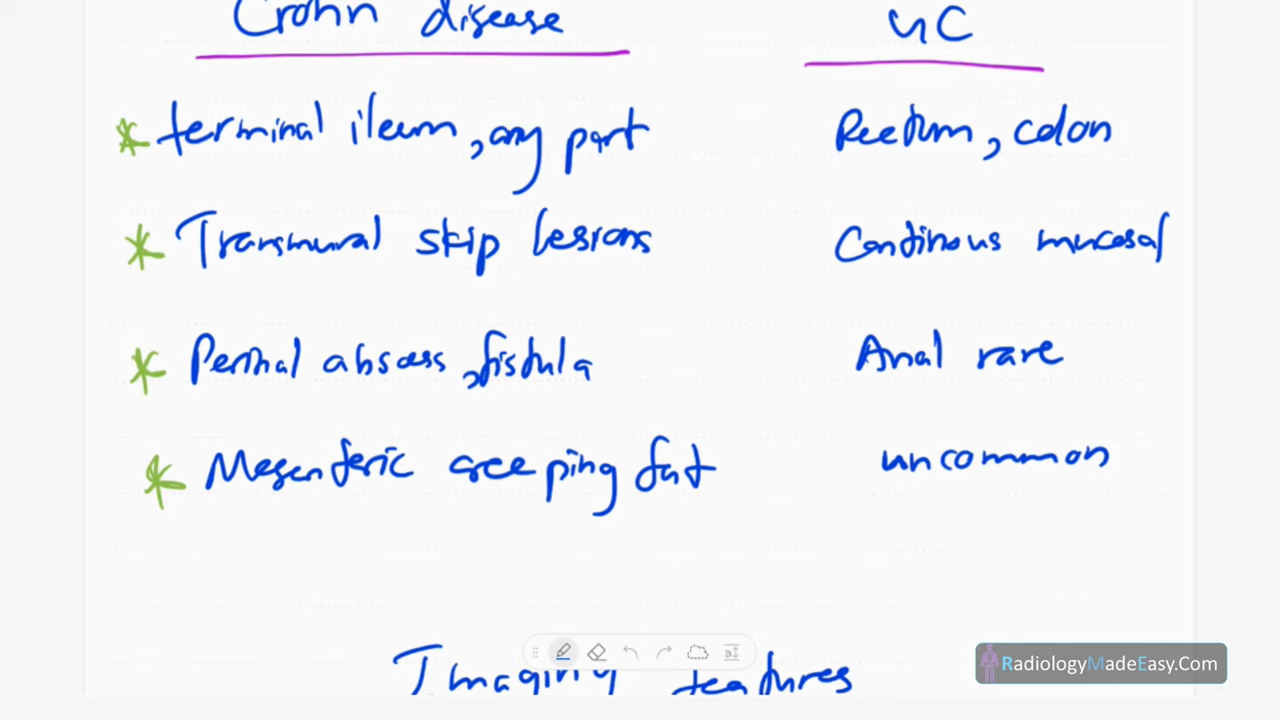 Crohn disease UC
* terminal ileum, any part Rectum, colon
* Transmural skip lesions Continous mucosal
* Perinal abscess, fistula Anal rare
* Mesenteric creeping fat uncommon
Imaging features
RadiologyMadeEasy.Com